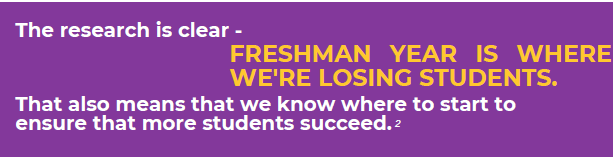 The research is clear -
FRESHMAN YEAR IS WHERE
WE'RE LOSING STUDENTS.
That also means that we know where to start to
ensure that more students succeed. 2